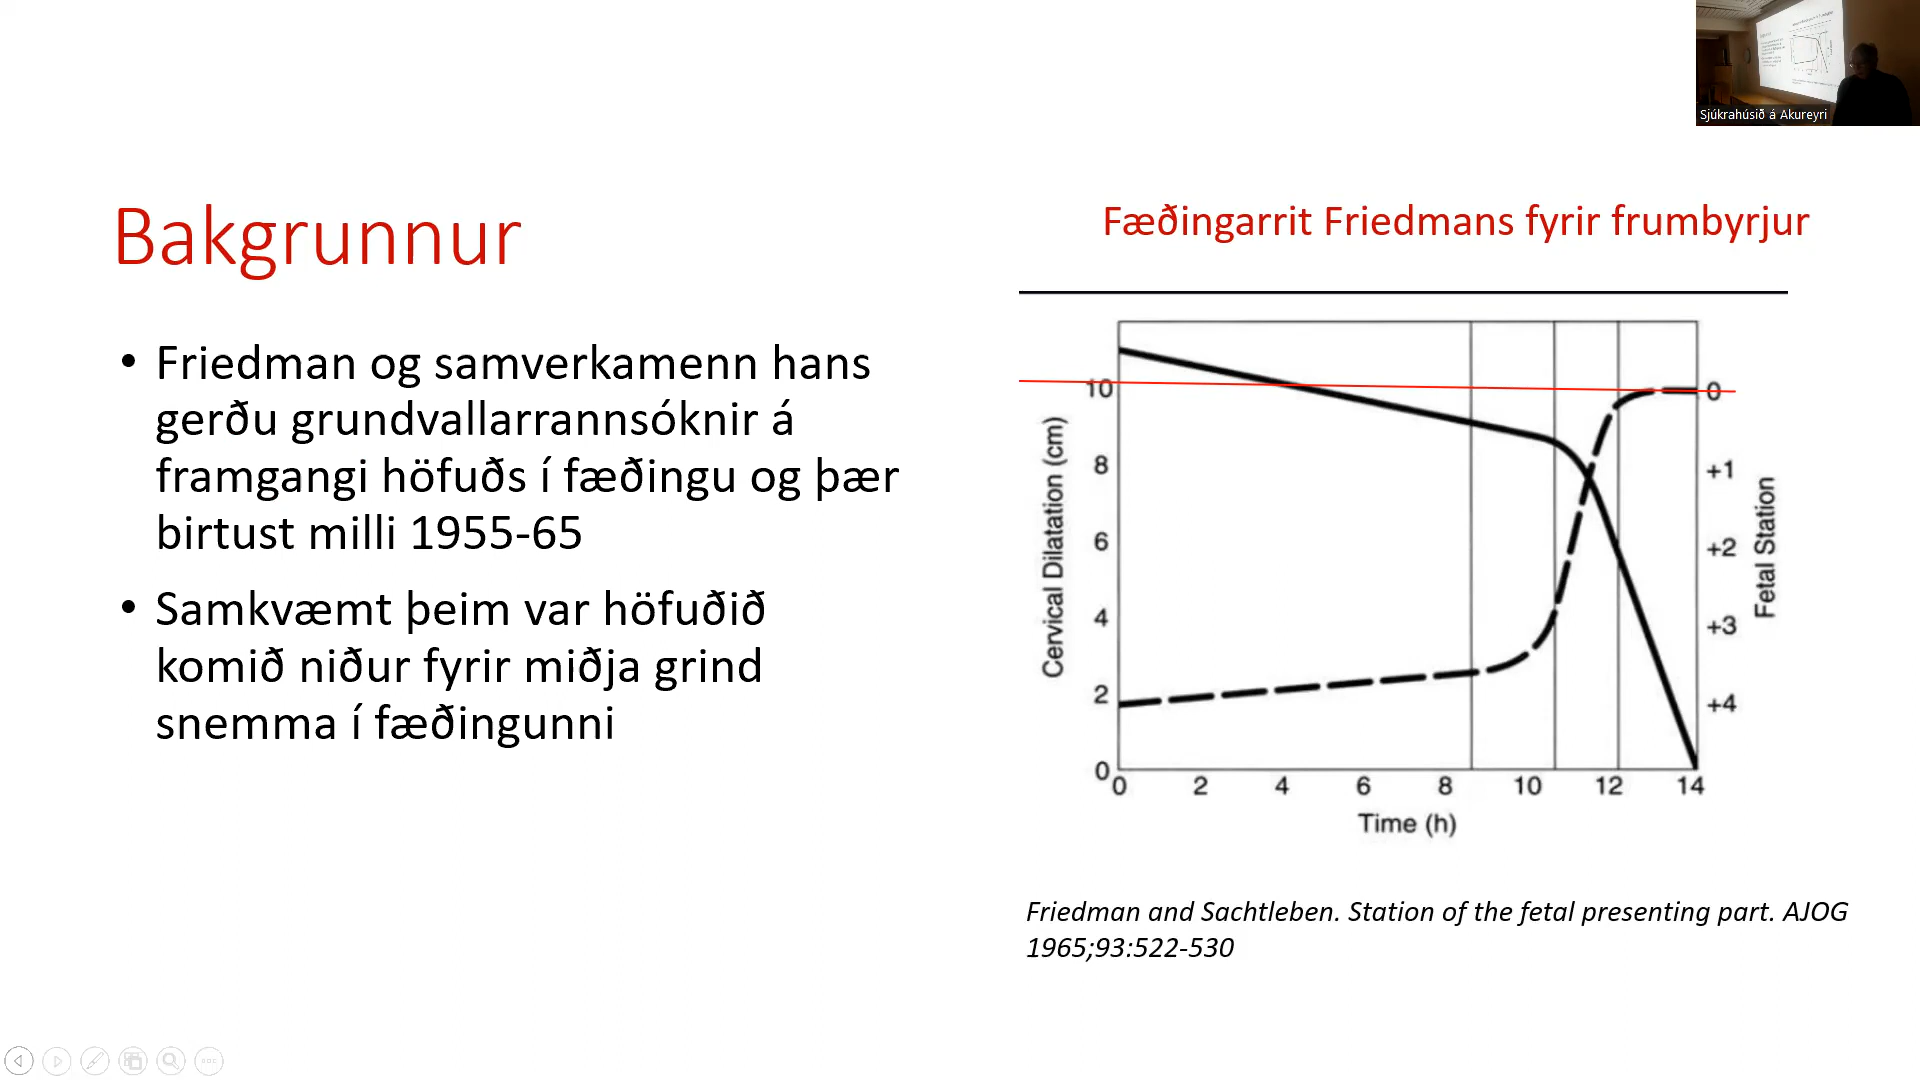 Sjúkrahúsið á Akureyri
Bakgrunnur
• Friedman og samverkamenn hans
gerðu grundvallarrannsóknir á
framgangi höfuðs í fæðingu og þær
birtust milli 1955-65
• Samkvæmt þeim var höfuðið
komið niður fyrir miðja grind
snemma í fæðingunni
Fæðingarrit Friedmans fyrir frumbyrjur
Cervical Dilatation (cm)
10
8
6
4
2
0
0 2 4 6 8 10 12 14
Time (h)
0
+1
+2
+3
+4
Fetal Station
Friedman and Sachtleben. Station of the fetal presenting part. AJOG
1965;93:522-530